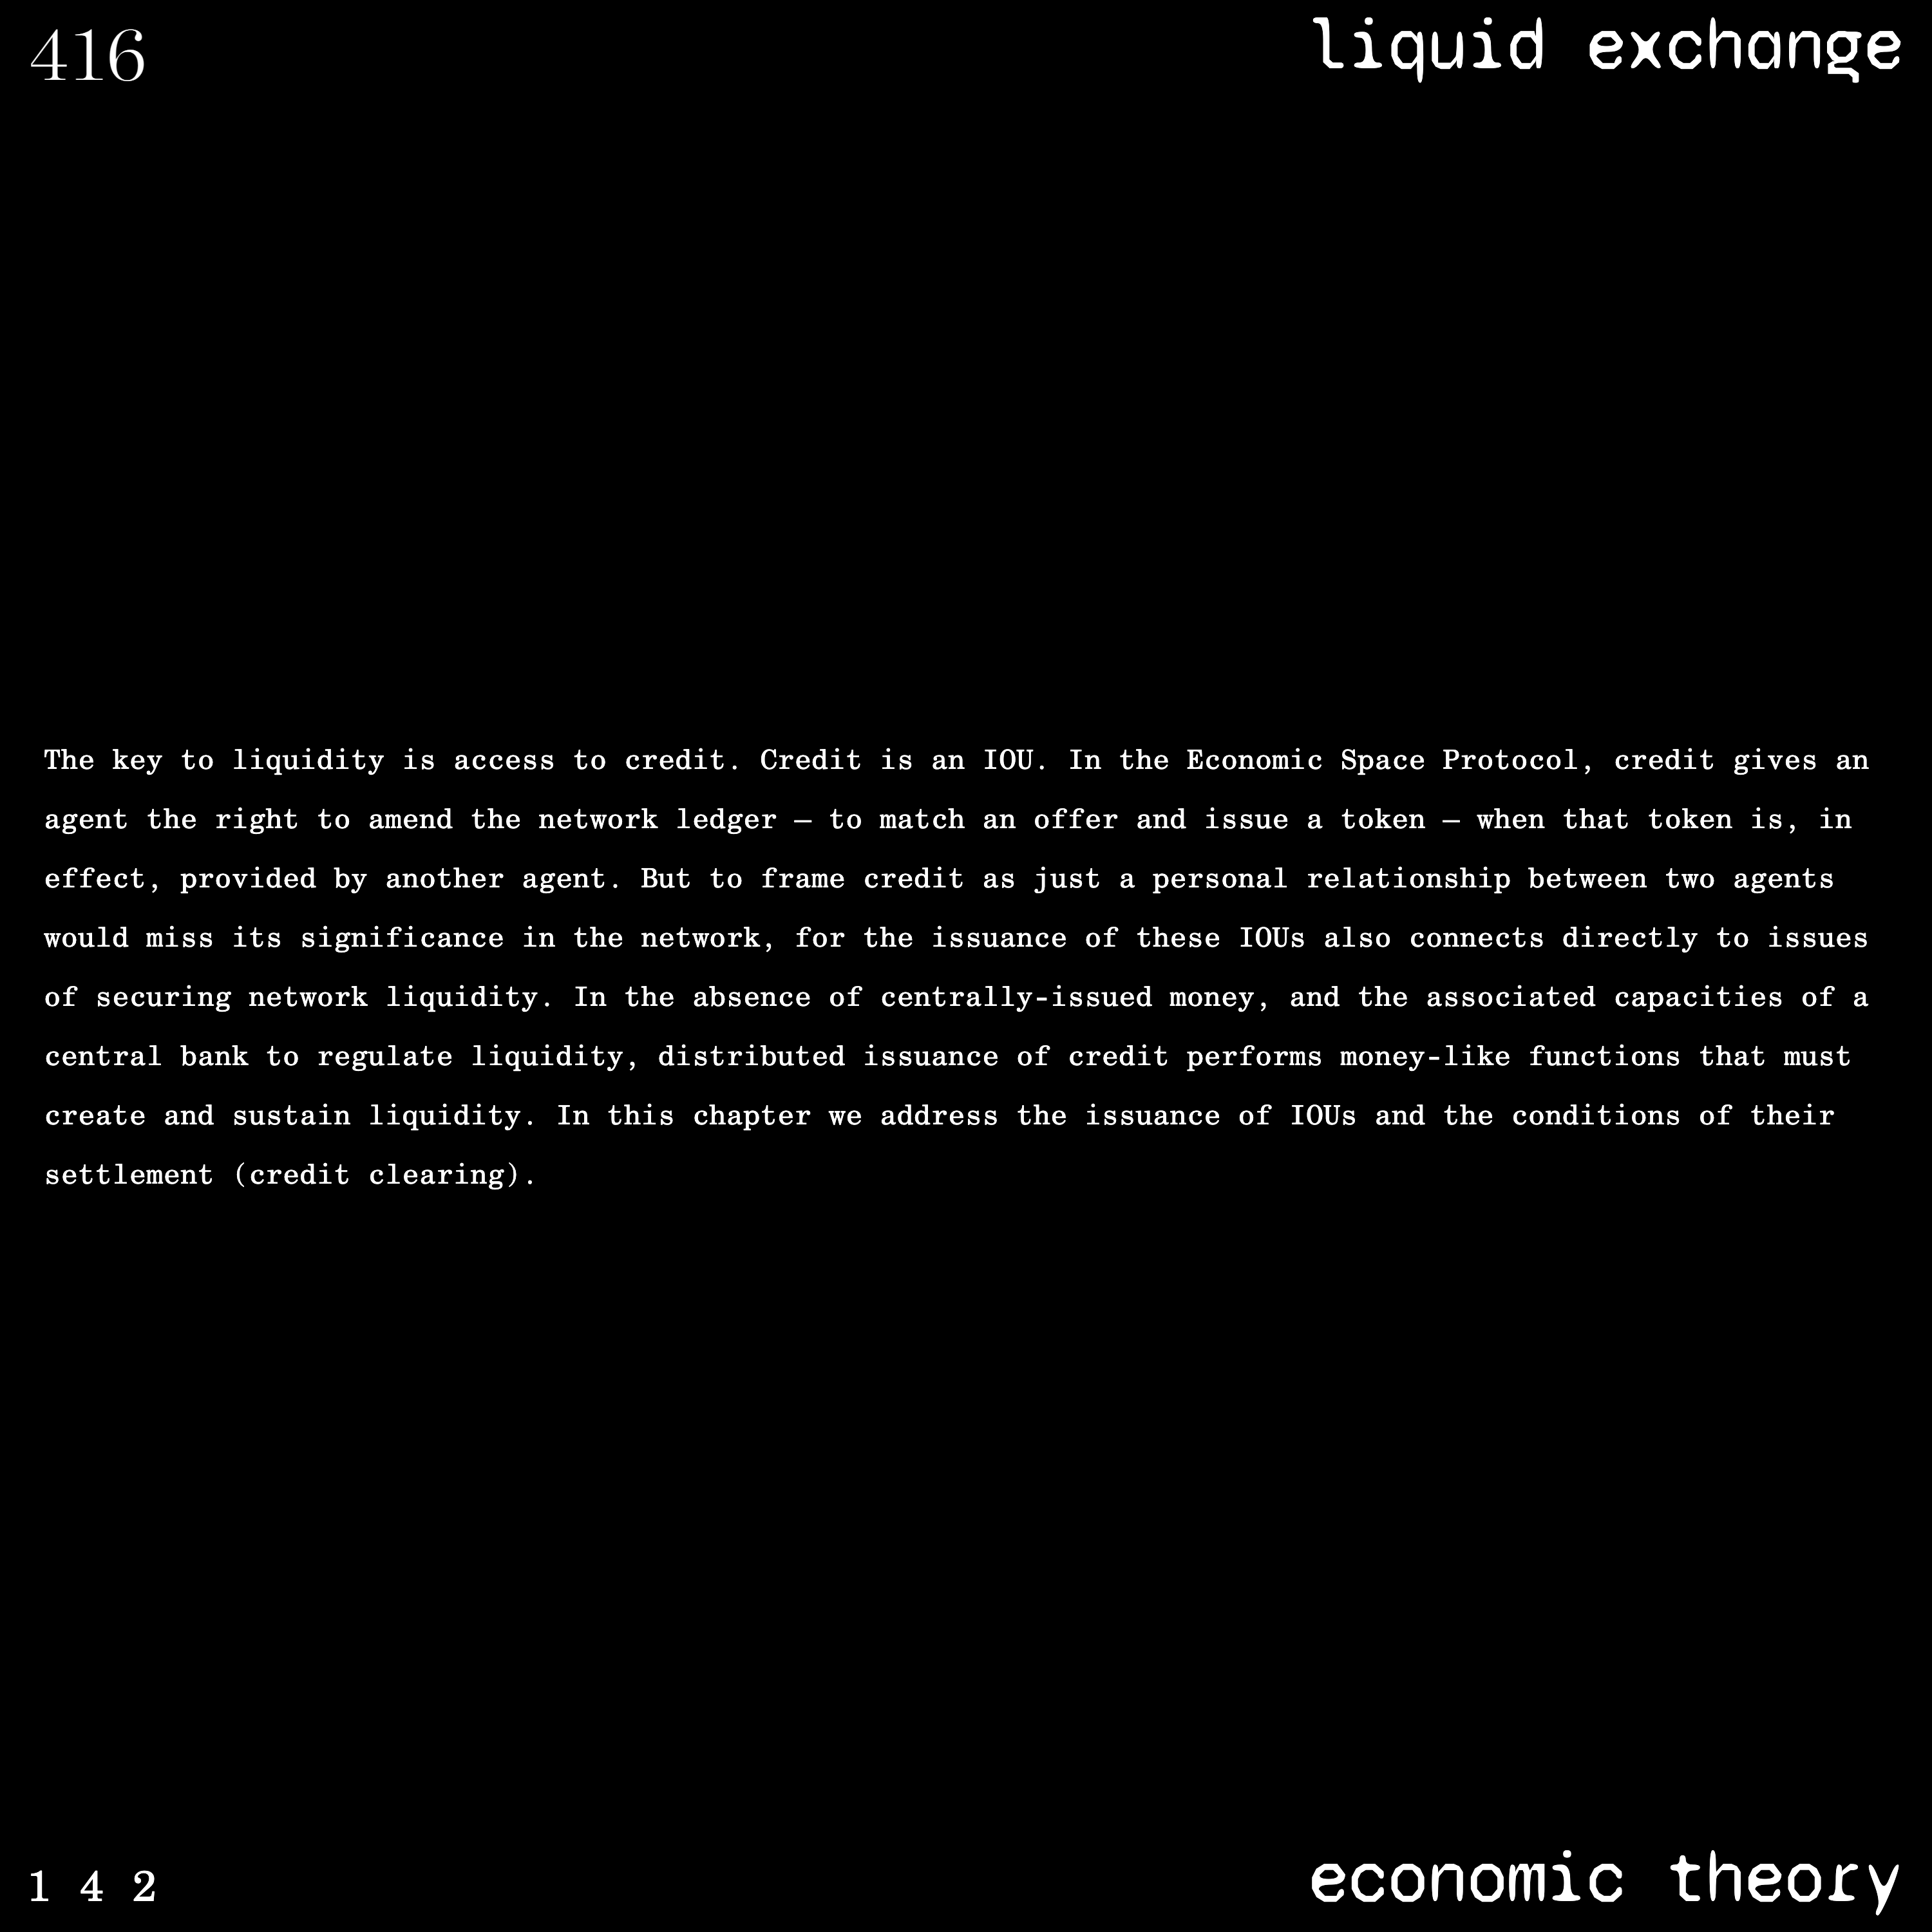 416
liquid exchange
The key to liquidity is access to credit. Credit is an IOU. In the Economic Space Protocol, credit gives an
agent the right to amend the network ledger – to match an offer and issue a token – when that token is, in
effect, provided by another agent. But to frame credit as just a personal relationship between two agents
would miss its significance in the network, for the issuance of these IOUs also connects directly to issues
of securing network liquidity. In the absence of centrally-issued money, and the associated capacities of a
central bank to regulate liquidity, distributed issuance of credit performs money-like functions that must
create and sustain liquidity. In this chapter we address the issuance of IOUs and the conditions of their
settlement (credit clearing).
1 4 2
economic theory